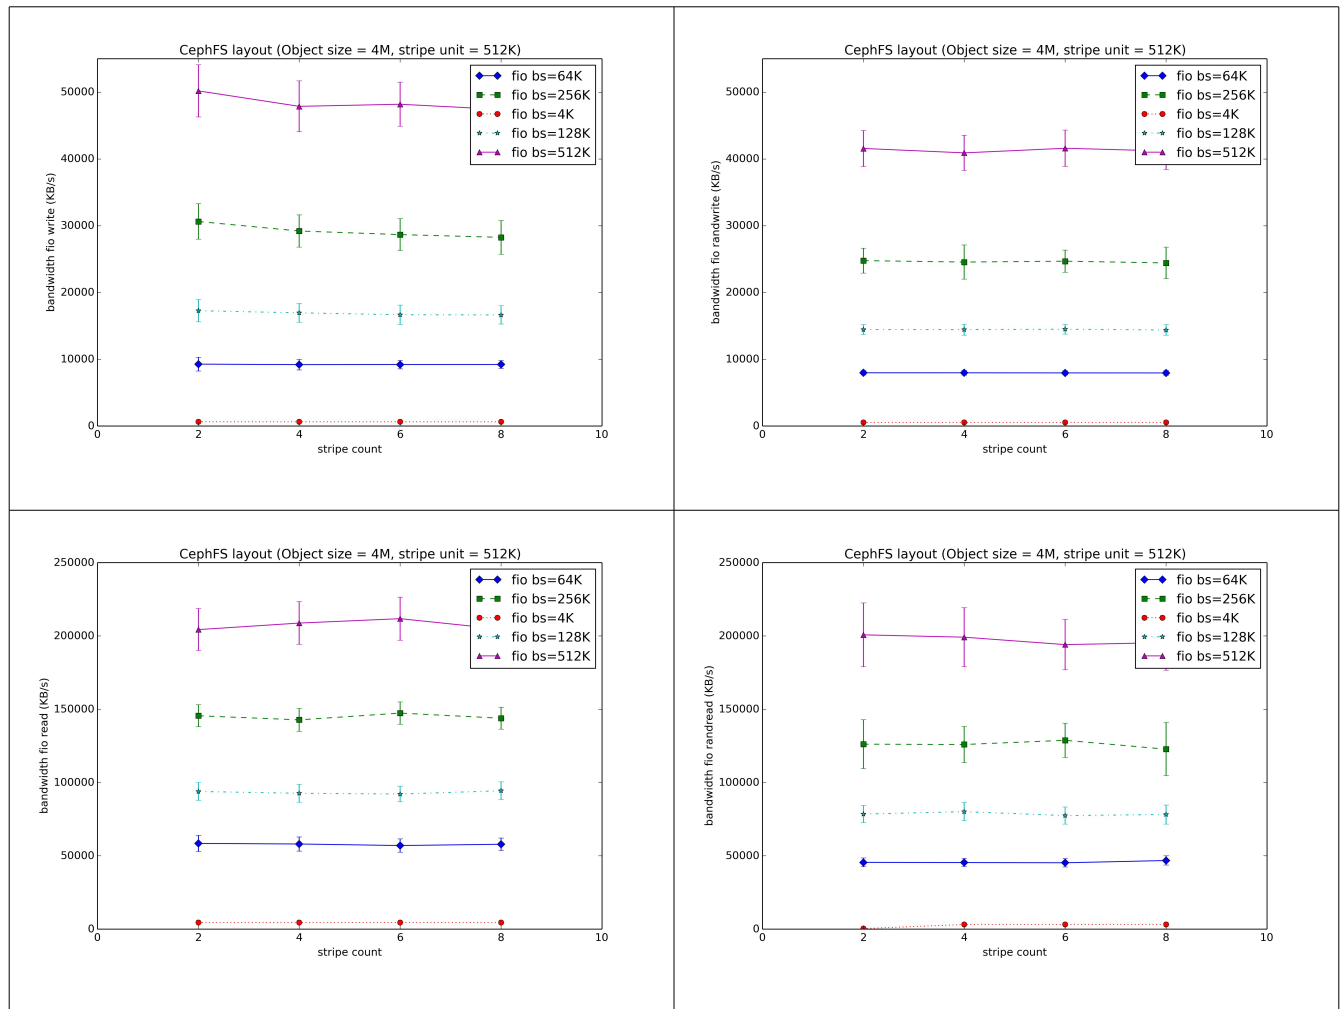 CephFS layout (Object size = 4M, stripe unit = 512K)
bandwidth fio write (KB/s)
50000
40000
30000
20000
10000
0
fio bs=64K
fio bs=256K
fio bs=4K
fio bs=128K
fio bs=512K
0 2 4 6 8 10
stripe count
CephFS layout (Object size = 4M, stripe unit = 512K)
bandwidth fio randwrite (KB/s)
50000
40000
30000
20000
10000
0
fio bs=64K
fio bs=256K
fio bs=4K
fio bs=128K
fio bs=512K
0 2 4 6 8 10
stripe count
CephFS layout (Object size = 4M, stripe unit = 512K)
bandwidth fio read (KB/s)
250000
200000
150000
100000
50000
0
fio bs=64K
fio bs=256K
fio bs=4K
fio bs=128K
fio bs=512K
0 2 4 6 8 10
stripe count
CephFS layout (Object size = 4M, stripe unit = 512K)
bandwidth fio randread (KB/s)
250000
200000
150000
100000
50000
0
fio bs=64K
fio bs=256K
fio bs=4K
fio bs=128K
fio bs=512K
0 2 4 6 8 10
stripe count